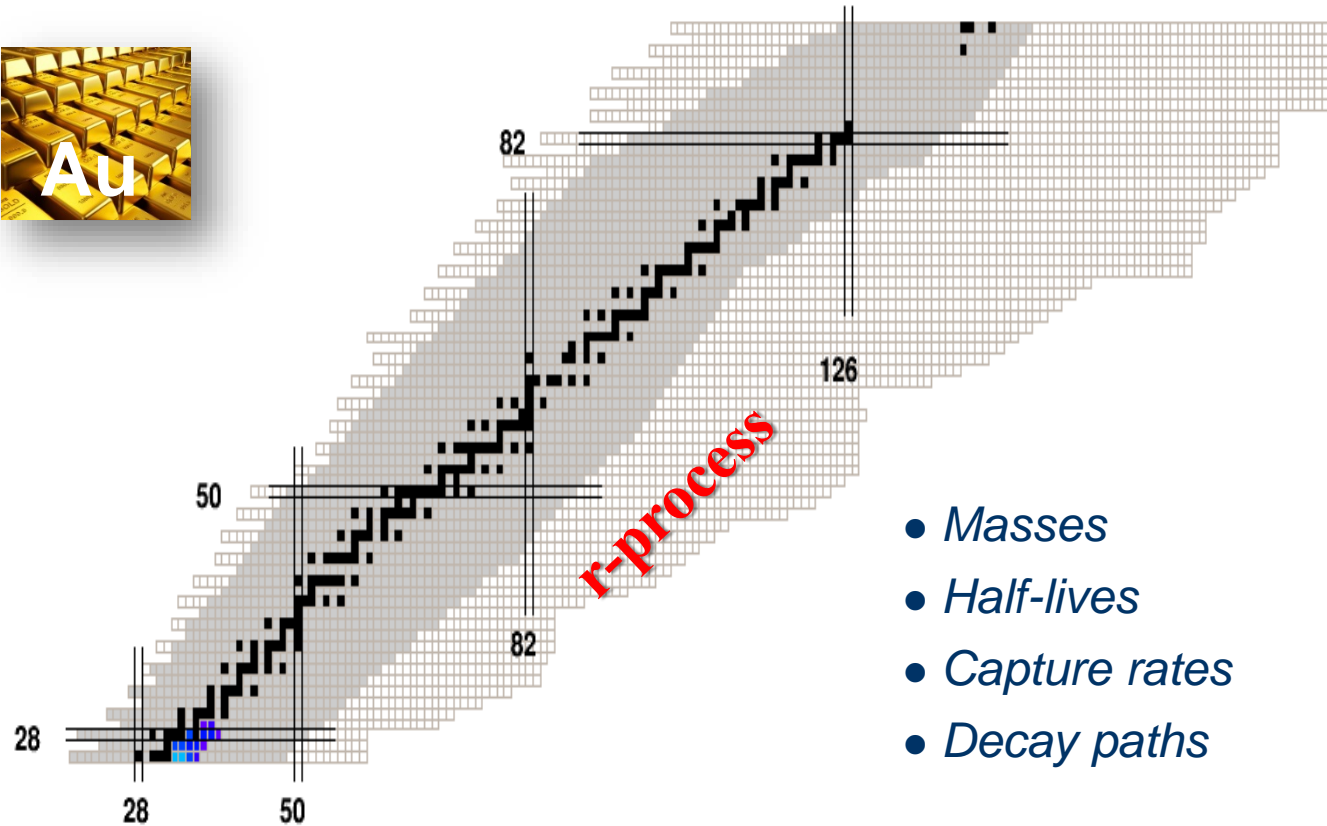 Au
82
126
50
r-process
82
28
28
50
● Masses
● Half-lives
● Capture rates
● Decay paths